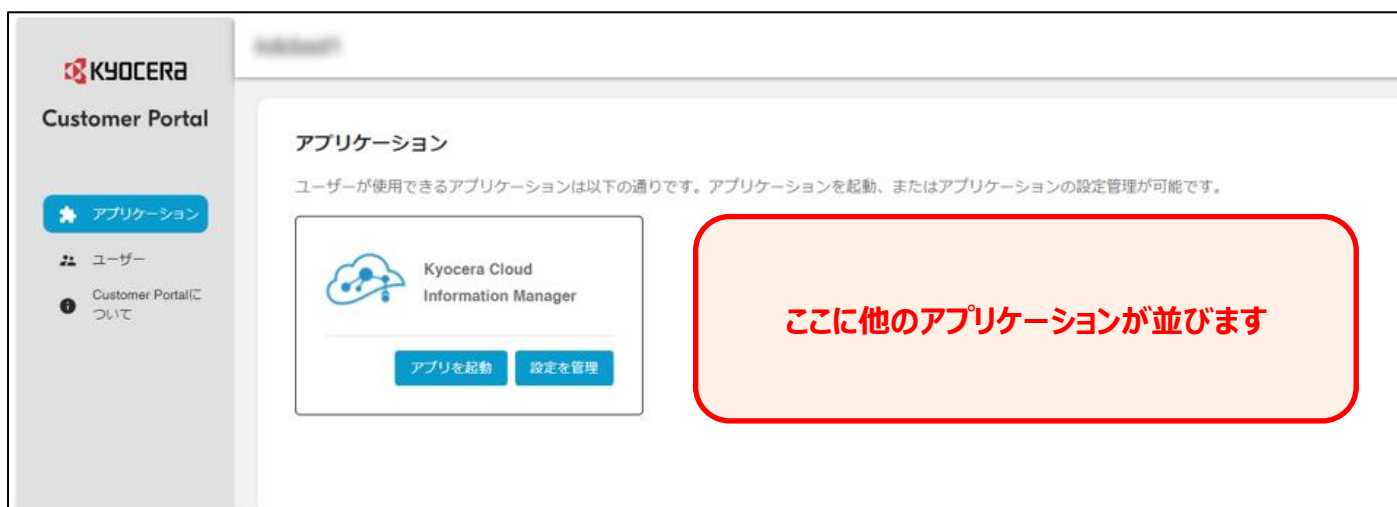 KYOCERA
Customer Portal
アプリケーション
ユーザー
Customer Portalに
ついて
アプリケーション
ユーザーが使用できるアプリケーションは以下の通りです。アプリケーションを起動、またはアプリケーションの設定管理が可能です。
Kyocera Cloud
Information Manager
アプリを起動 設定を管理
ここに他のアプリケーションが並びます